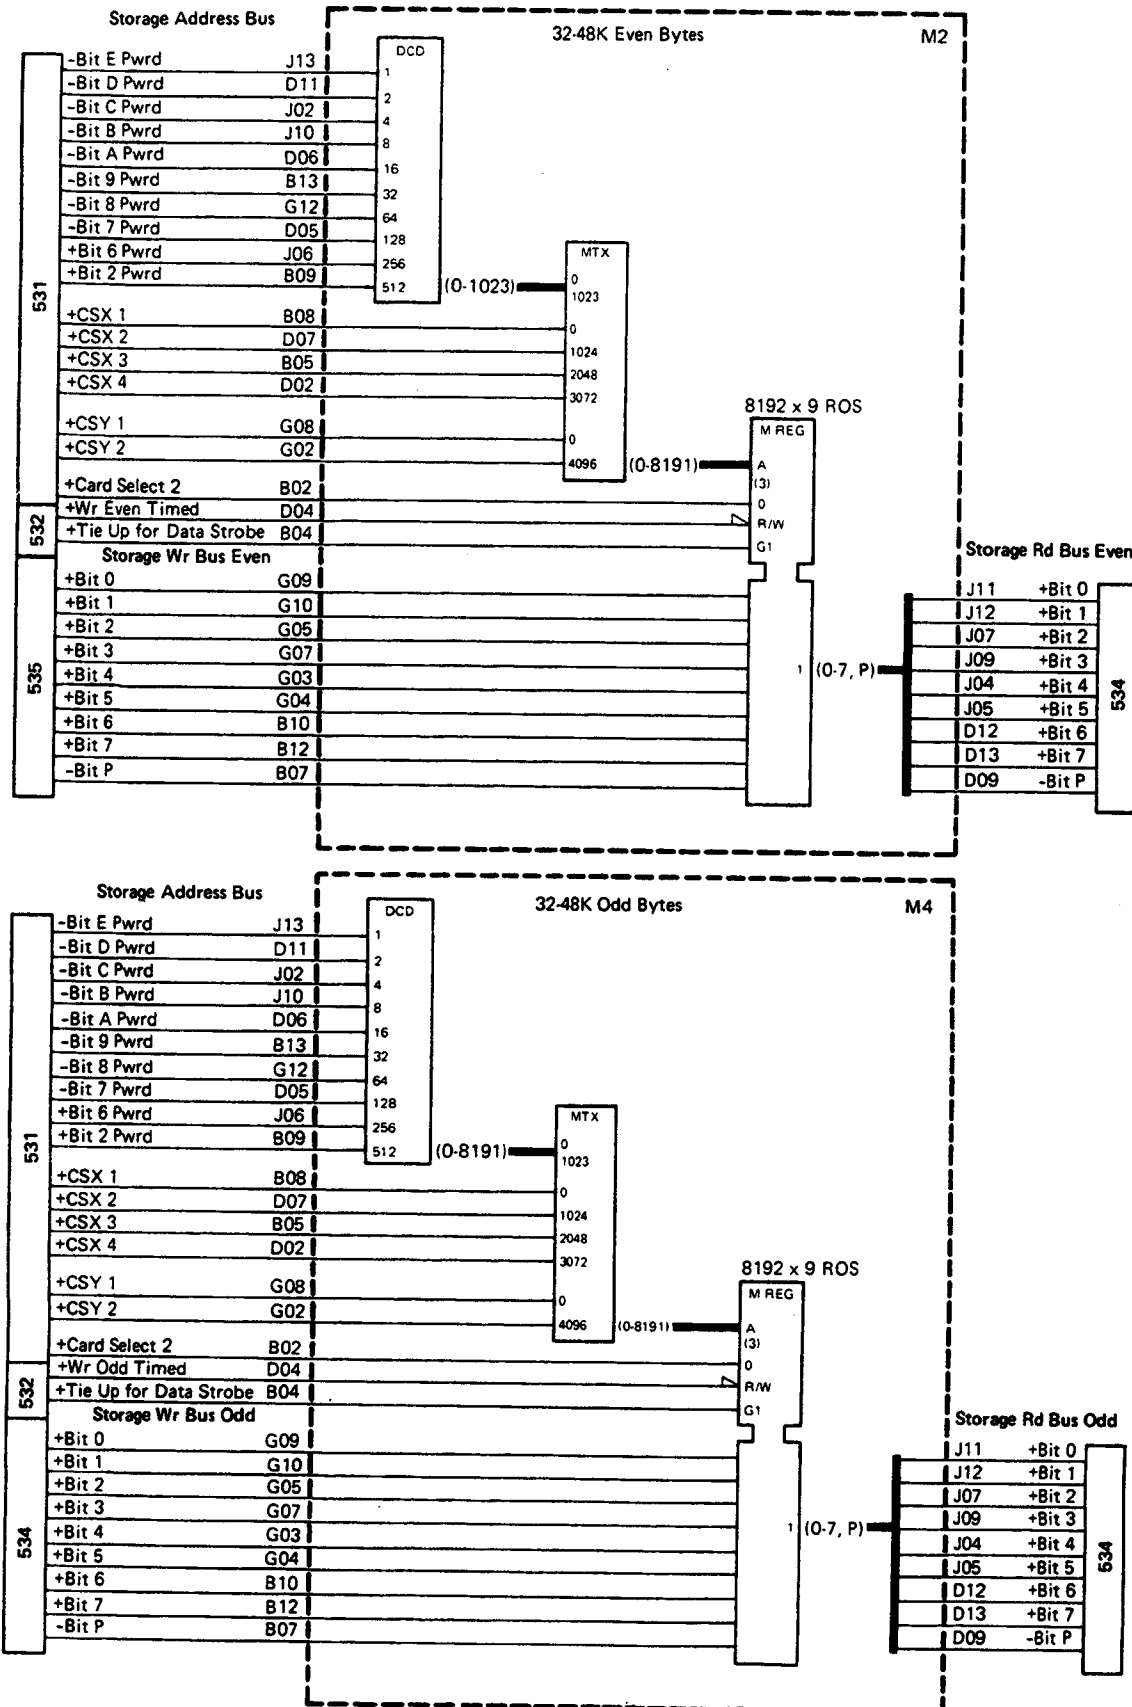 Storage Address Bus
32-48K Even Bytes
M2
531
-Bit E Pwrd J13
-Bit D Pwrd D11
-Bit C Pwrd J02
-Bit B Pwrd J10
-Bit A Pwrd D06
-Bit 9 Pwrd B13
-Bit 8 Pwrd G12
-Bit 7 Pwrd D05
+Bit 6 Pwrd J06
+Bit 2 Pwrd B09
DCD
1
2
4
8
16
32
64
128
256
512
(0-1023)
+CSX 1 B08
+CSX 2 D07
+CSX 3 B05
+CSX 4 D02
+CSY 1 G08
+CSY 2 G02
MTX
0
1023
0
1024
2048
3072
0
4096
(0-8191)
+Card Select 2 B02
532
+Wr Even Timed D04
+Tie Up for Data Strobe B04
8192 x 9 ROS
M REG
A
(3)
0
R/W
G1
Storage Wr Bus Even
535
+Bit 0 G09
+Bit 1 G10
+Bit 2 G05
+Bit 3 G07
+Bit 4 G03
+Bit 5 G04
+Bit 6 B10
+Bit 7 B12
-Bit P B07
1 (0-7, P)
Storage Rd Bus Even
J11 +Bit 0
J12 +Bit 1
J07 +Bit 2
J09 +Bit 3
J04 +Bit 4
J05 +Bit 5
D12 +Bit 6
D13 +Bit 7
D09 -Bit P
534
Storage Address Bus
32-48K Odd Bytes
M4
531
-Bit E Pwrd J13
-Bit D Pwrd D11
-Bit C Pwrd J02
-Bit B Pwrd J10
-Bit A Pwrd D06
-Bit 9 Pwrd B13
-Bit 8 Pwrd G12
-Bit 7 Pwrd D05
+Bit 6 Pwrd J06
+Bit 2 Pwrd B09
DCD
1
2
4
8
16
32
64
128
256
512
(0-8191)
+CSX 1 B08
+CSX 2 D07
+CSX 3 B05
+CSX 4 D02
+CSY 1 G08
+CSY 2 G02
MTX
0
1023
0
1024
2048
3072
0
4096
(0-8191)
+Card Select 2 B02
532
+Wr Odd Timed D04
+Tie Up for Data Strobe B04
8192 x 9 ROS
M REG
A
(3)
0
R/W
G1
Storage Wr Bus Odd
534
+Bit 0 G09
+Bit 1 G10
+Bit 2 G05
+Bit 3 G07
+Bit 4 G03
+Bit 5 G04
+Bit 6 B10
+Bit 7 B12
-Bit P B07
1 (0-7, P)
Storage Rd Bus Odd
J11 +Bit 0
J12 +Bit 1
J07 +Bit 2
J09 +Bit 3
J04 +Bit 4
J05 +Bit 5
D12 +Bit 6
D13 +Bit 7
D09 -Bit P
534